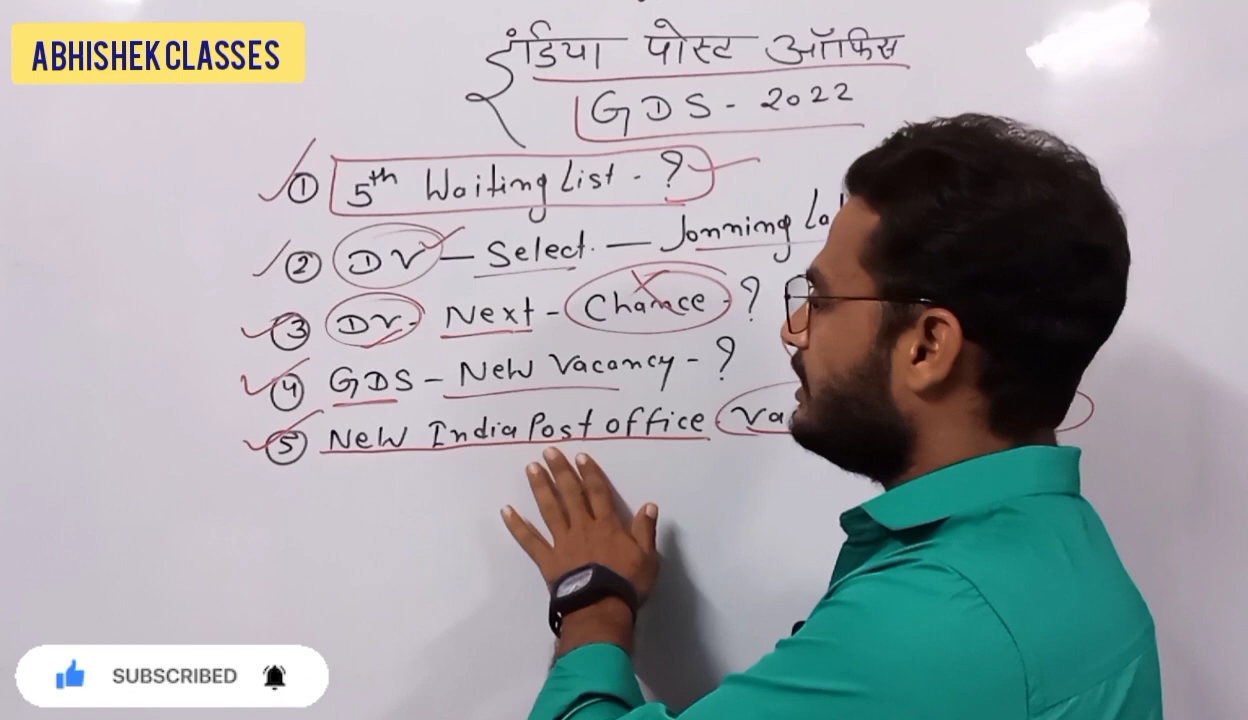 ABHISHEK CLASSES
इंडिया पोस्ट ऑफिस
GDS - 2022
① 5th Waiting List - ?
② DV - Select. - Jonning
③ DV - Next - Chance - ?
④ GDS - New Vacancy - ?
⑤ New India Post office
SUBSCRIBED